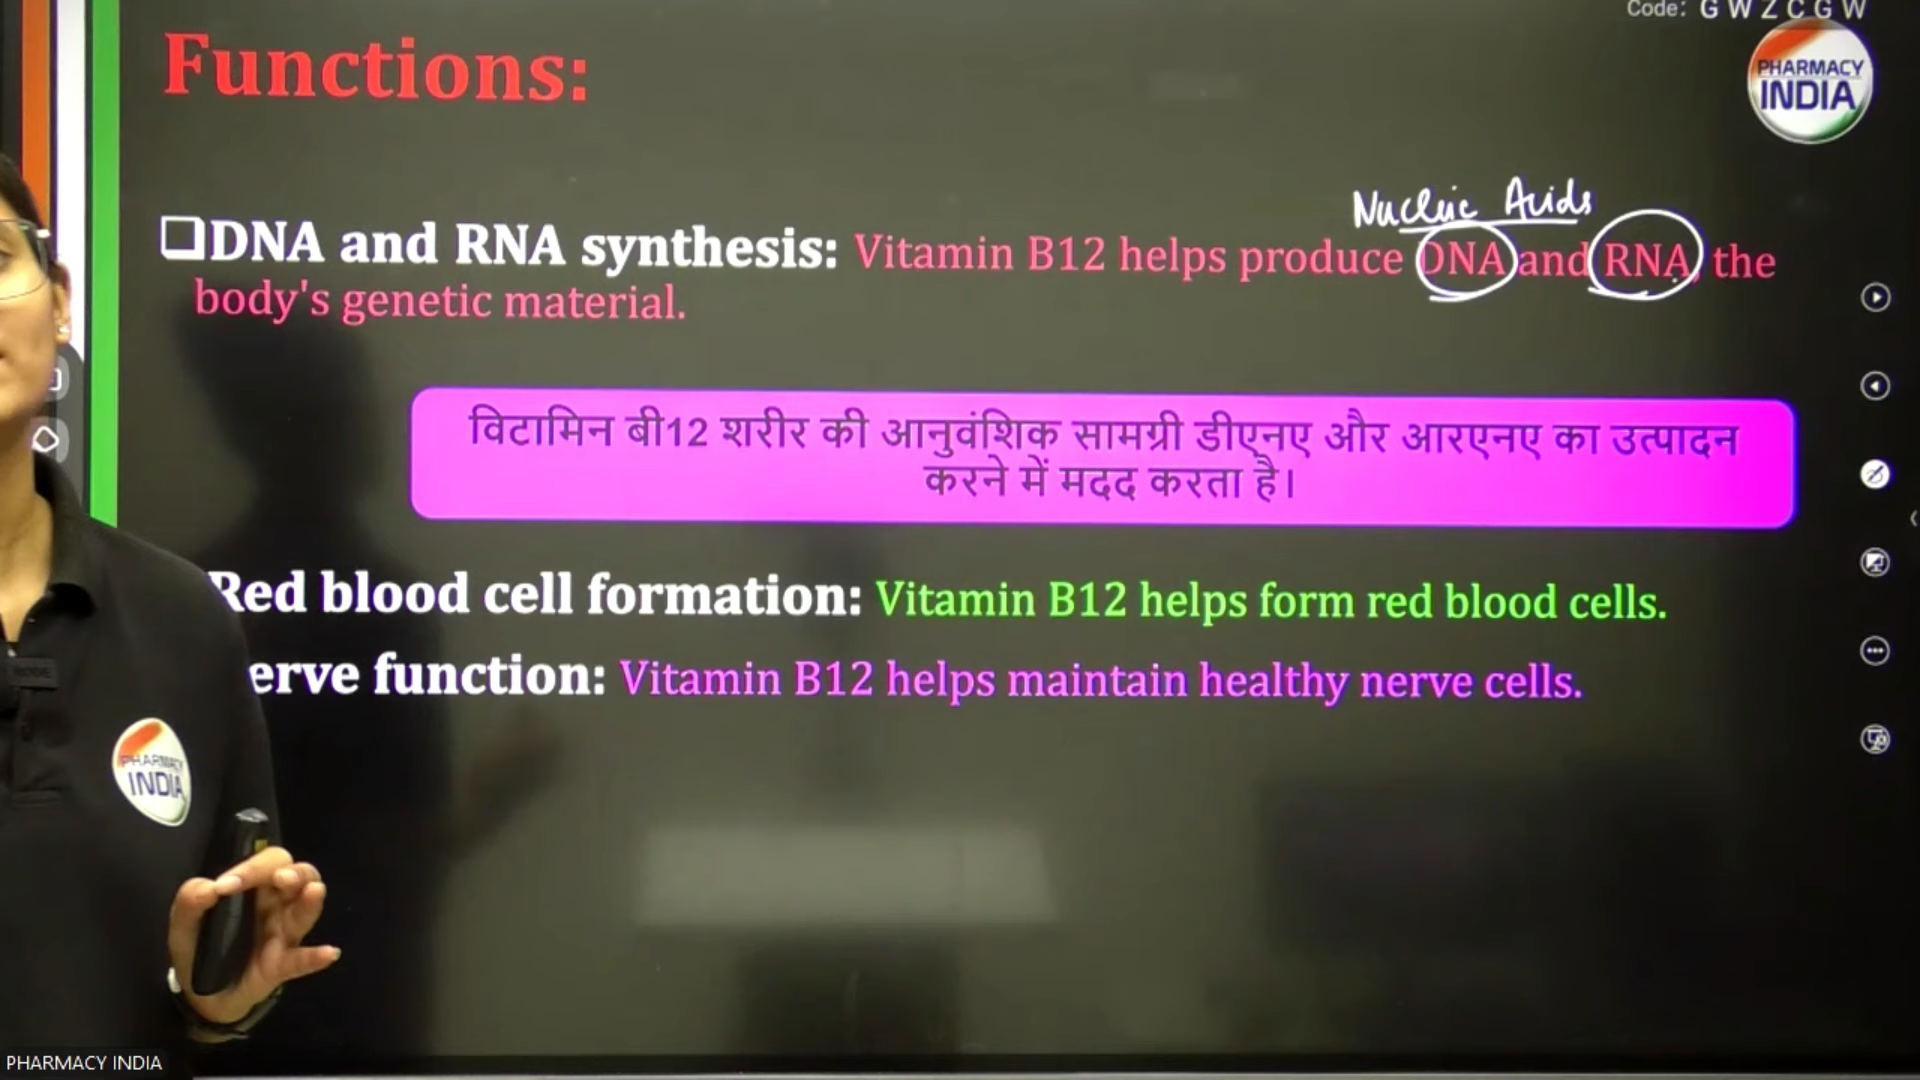 Code: G W Z C G W
PHARMACY
INDIA
Functions:
Nucleic Acids
❑DNA and RNA synthesis: Vitamin B12 helps produce DNA and RNA, the
body's genetic material.
विटामिन बी12 शरीर की आनुवंशिक सामग्री डीएनए और आरएनए का उत्पादन
करने में मदद करता है।
Red blood cell formation: Vitamin B12 helps form red blood cells.
erve function: Vitamin B12 helps maintain healthy nerve cells.
PHARMACY
INDIA
PHARMACY INDIA